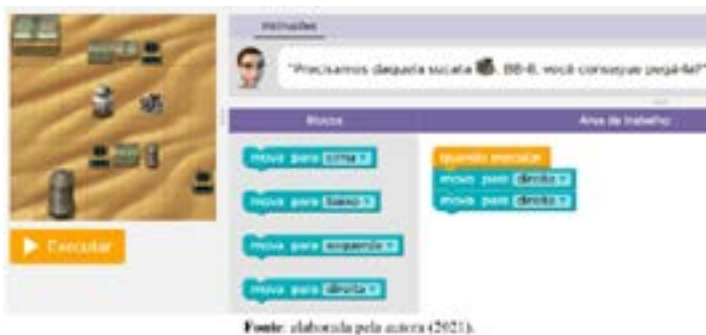 Instruções
"Precisamos daquela sucata , BB-8, você consegue pegá-la?"
Blocos
Área de trabalho
mova para cima
mova para baixo
mova para esquerda
mova para direita
quando executar
mova para direita
mova para direita
Executar
Fonte: elaborada pela autora (2021).